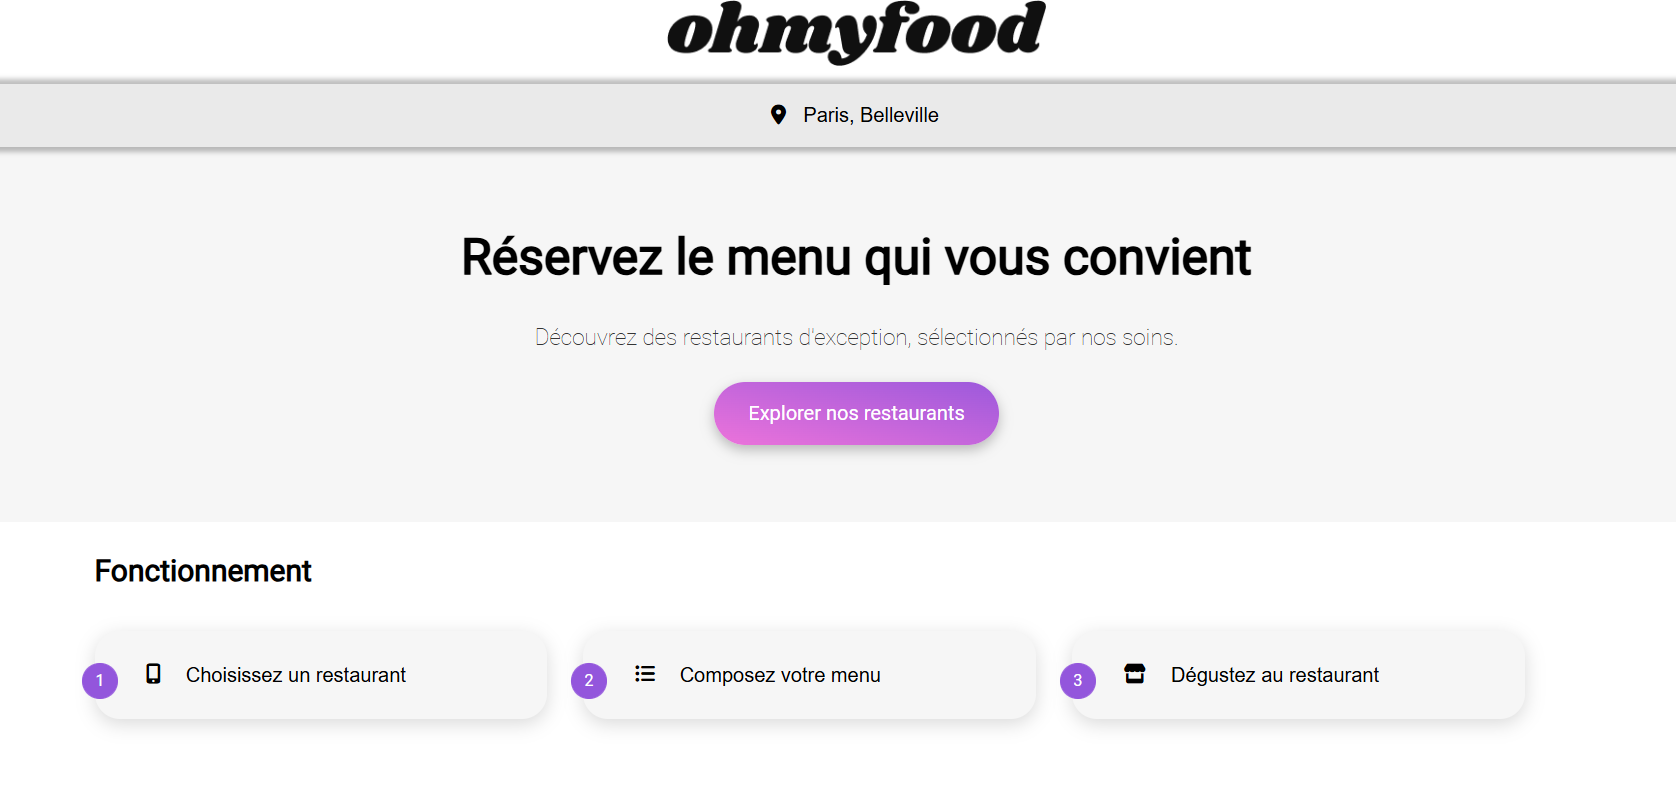 ohmyfood
Paris, Belleville
Réservez le menu qui vous convient
Découvrez des restaurants d'exception, sélectionnés par nos soins.
Explorer nos restaurants
Fonctionnement
1 Choisissez un restaurant
2 Composez votre menu
3 Dégustez au restaurant